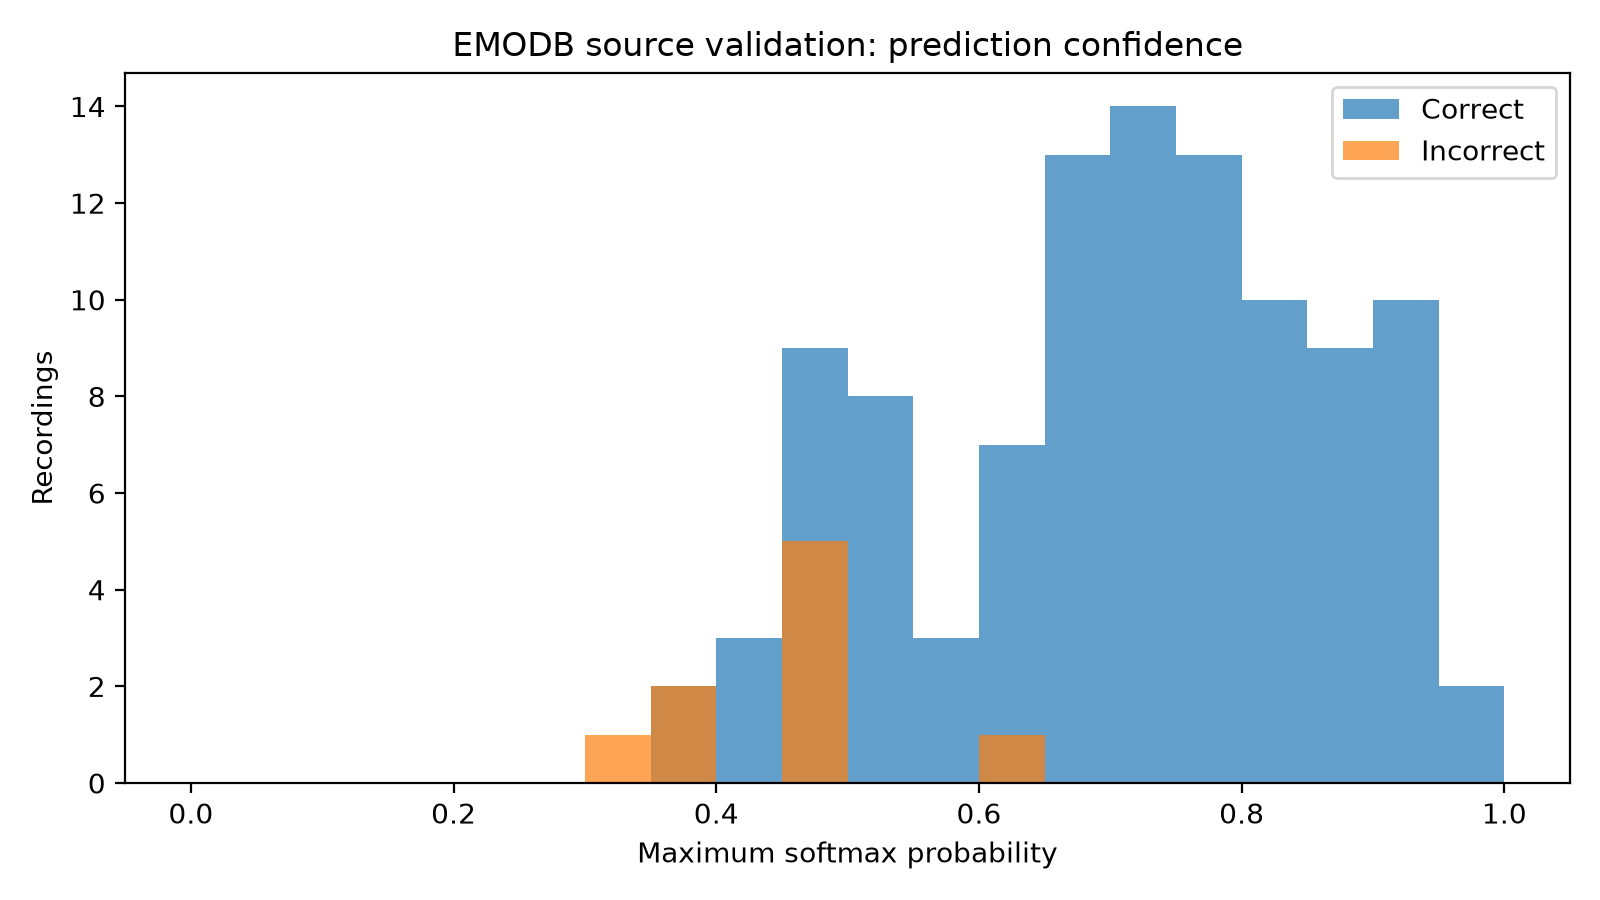 EMODB source validation: prediction confidence
Correct
Incorrect
14
12
10
8
6
4
2
0
Recordings
0.0 0.2 0.4 0.6 0.8 1.0
Maximum softmax probability